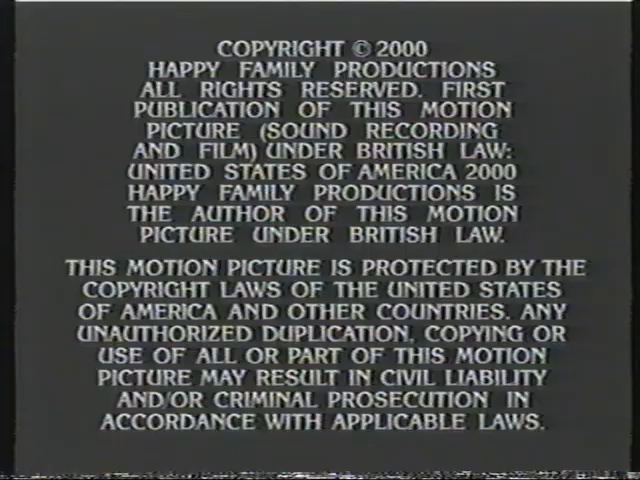 COPYRIGHT © 2000
HAPPY FAMILY PRODUCTIONS
ALL RIGHTS RESERVED. FIRST
PUBLICATION OF THIS MOTION
PICTURE (SOUND RECORDING
AND FILM) UNDER BRITISH LAW:
UNITED STATES OF AMERICA 2000
HAPPY FAMILY PRODUCTIONS IS
THE AUTHOR OF THIS MOTION
PICTURE UNDER BRITISH LAW.
THIS MOTION PICTURE IS PROTECTED BY THE
COPYRIGHT LAWS OF THE UNITED STATES
OF AMERICA AND OTHER COUNTRIES. ANY
UNAUTHORIZED DUPLICATION, COPYING OR
USE OF ALL OR PART OF THIS MOTION
PICTURE MAY RESULT IN CIVIL LIABILITY
AND/OR CRIMINAL PROSECUTION IN
ACCORDANCE WITH APPLICABLE LAWS.